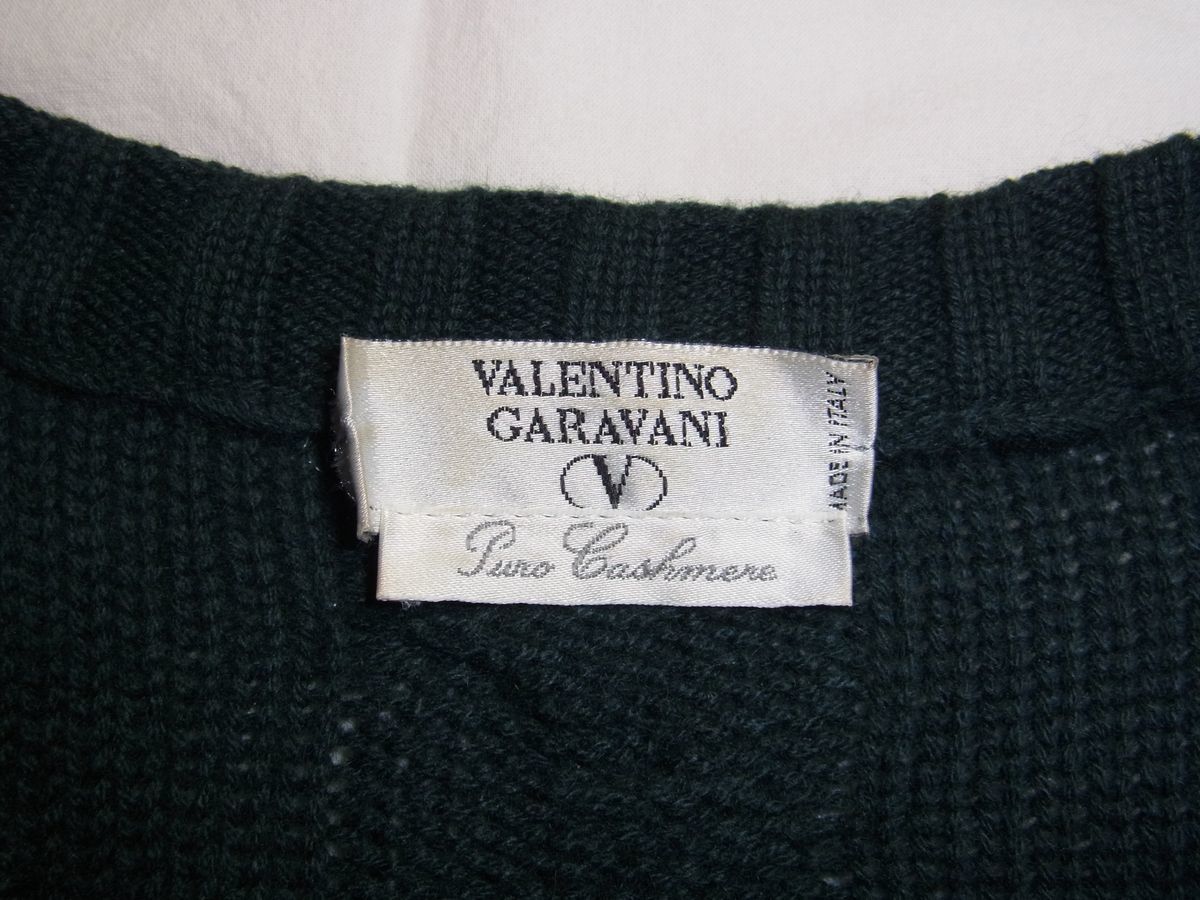 VALENTINO
GARAVANI
V
Puro Cashmere
MADE IN ITALY